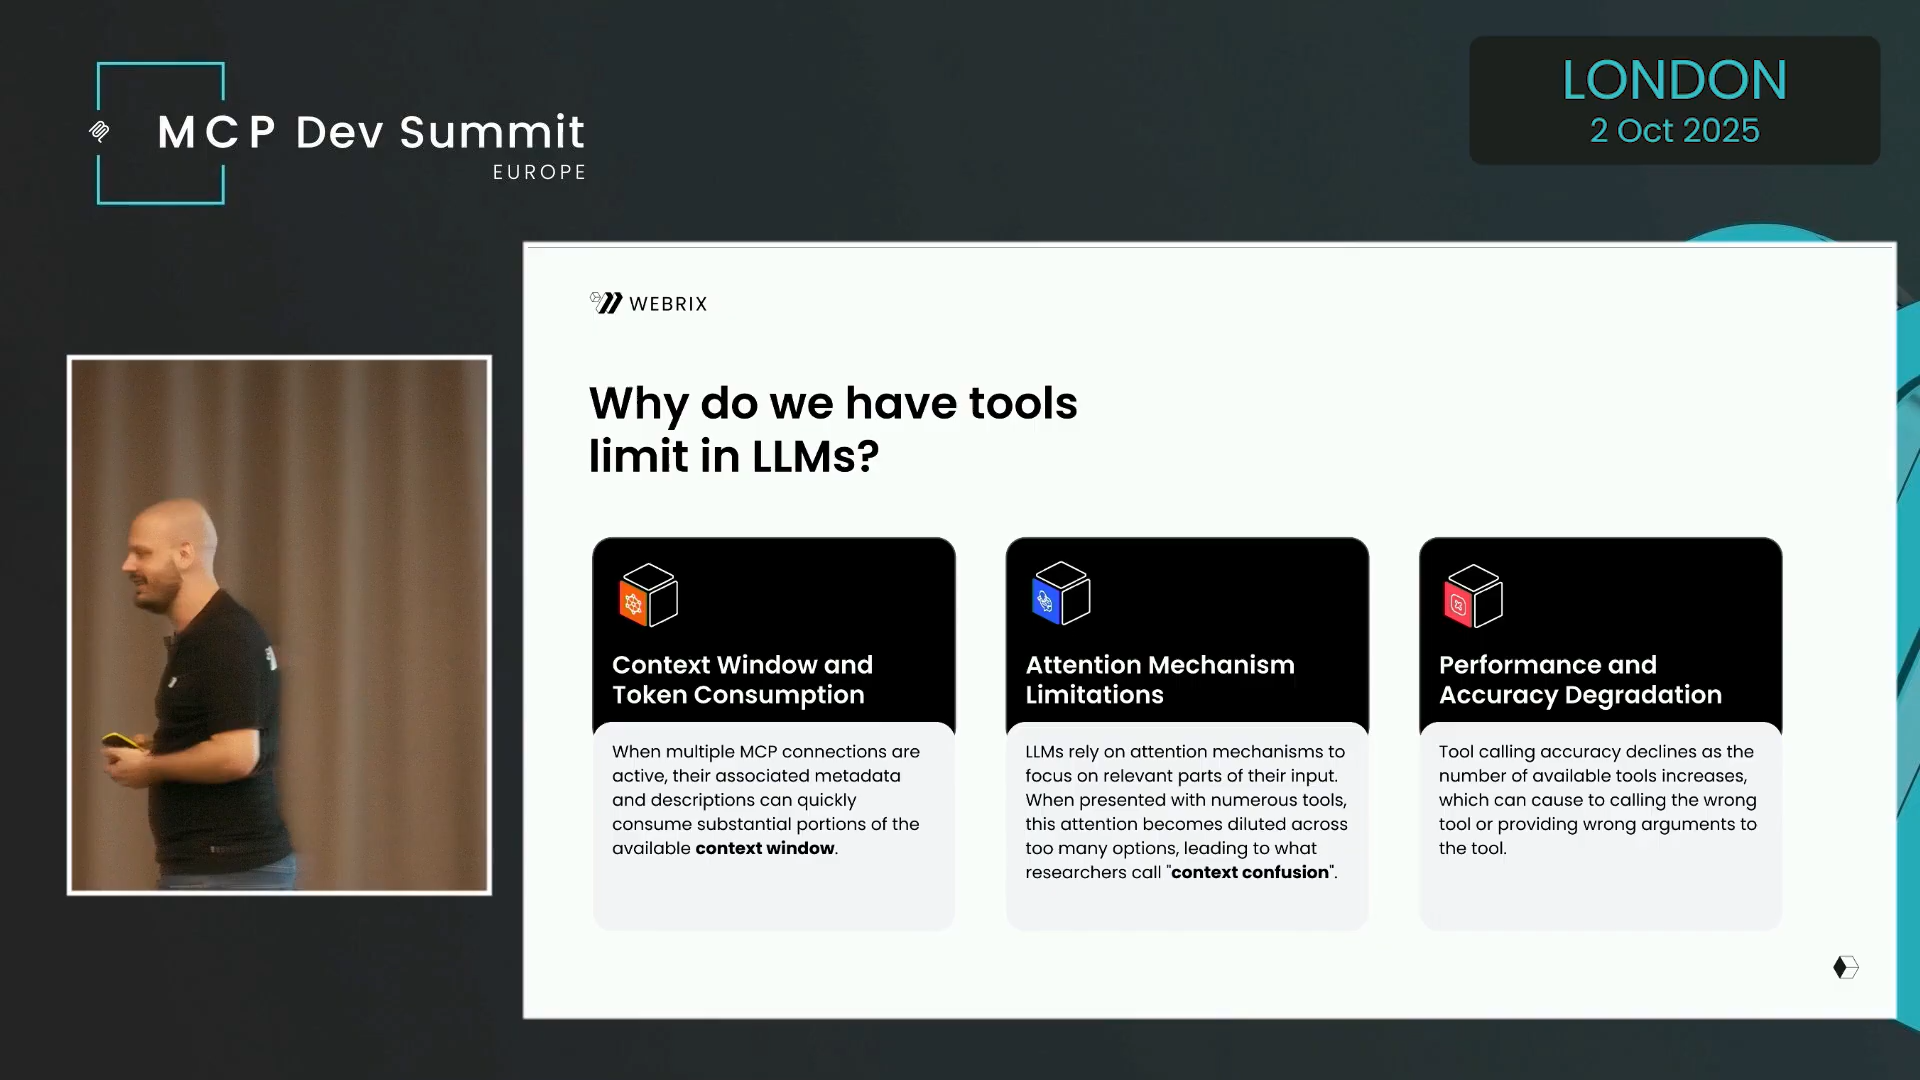 MCP Dev Summit
EUROPE
LONDON
2 Oct 2025
WEBRIX
Why do we have tools
limit in LLMs?
Context Window and
Token Consumption
When multiple MCP connections are
active, their associated metadata
and descriptions can quickly
consume substantial portions of the
available context window.
Attention Mechanism
Limitations
LLMs rely on attention mechanisms to
focus on relevant parts of their input.
When presented with numerous tools,
this attention becomes diluted across
too many options, leading to what
researchers call "context confusion".
Performance and
Accuracy Degradation
Tool calling accuracy declines as the
number of available tools increases,
which can cause to calling the wrong
tool or providing wrong arguments to
the tool.